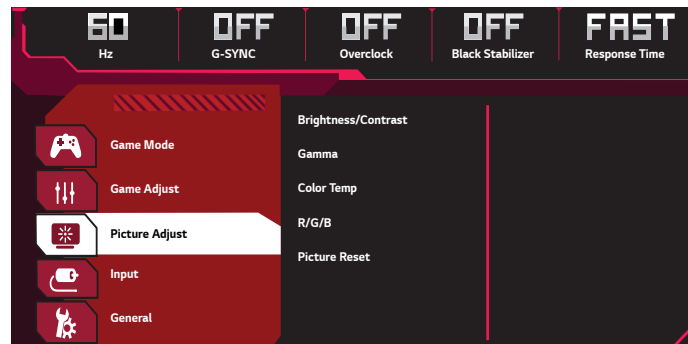 60 OFF OFF OFF FAST
Hz G-SYNC Overclock Black Stabilizer Response Time
Brightness/Contrast
Game Mode
Gamma
Game Adjust
Color Temp
R/G/B
Picture Adjust
Picture Reset
Input
General